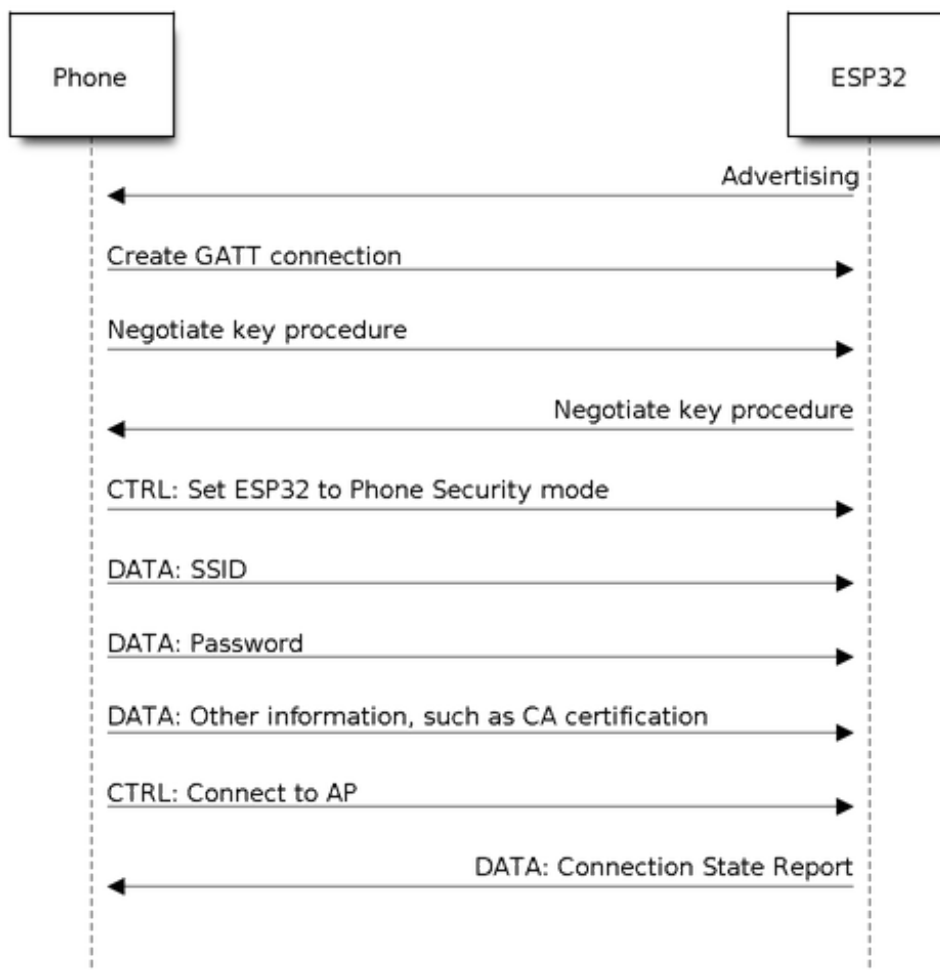 Phone
ESP32
Advertising
Create GATT connection
Negotiate key procedure
Negotiate key procedure
CTRL: Set ESP32 to Phone Security mode
DATA: SSID
DATA: Password
DATA: Other information, such as CA certification
CTRL: Connect to AP
DATA: Connection State Report